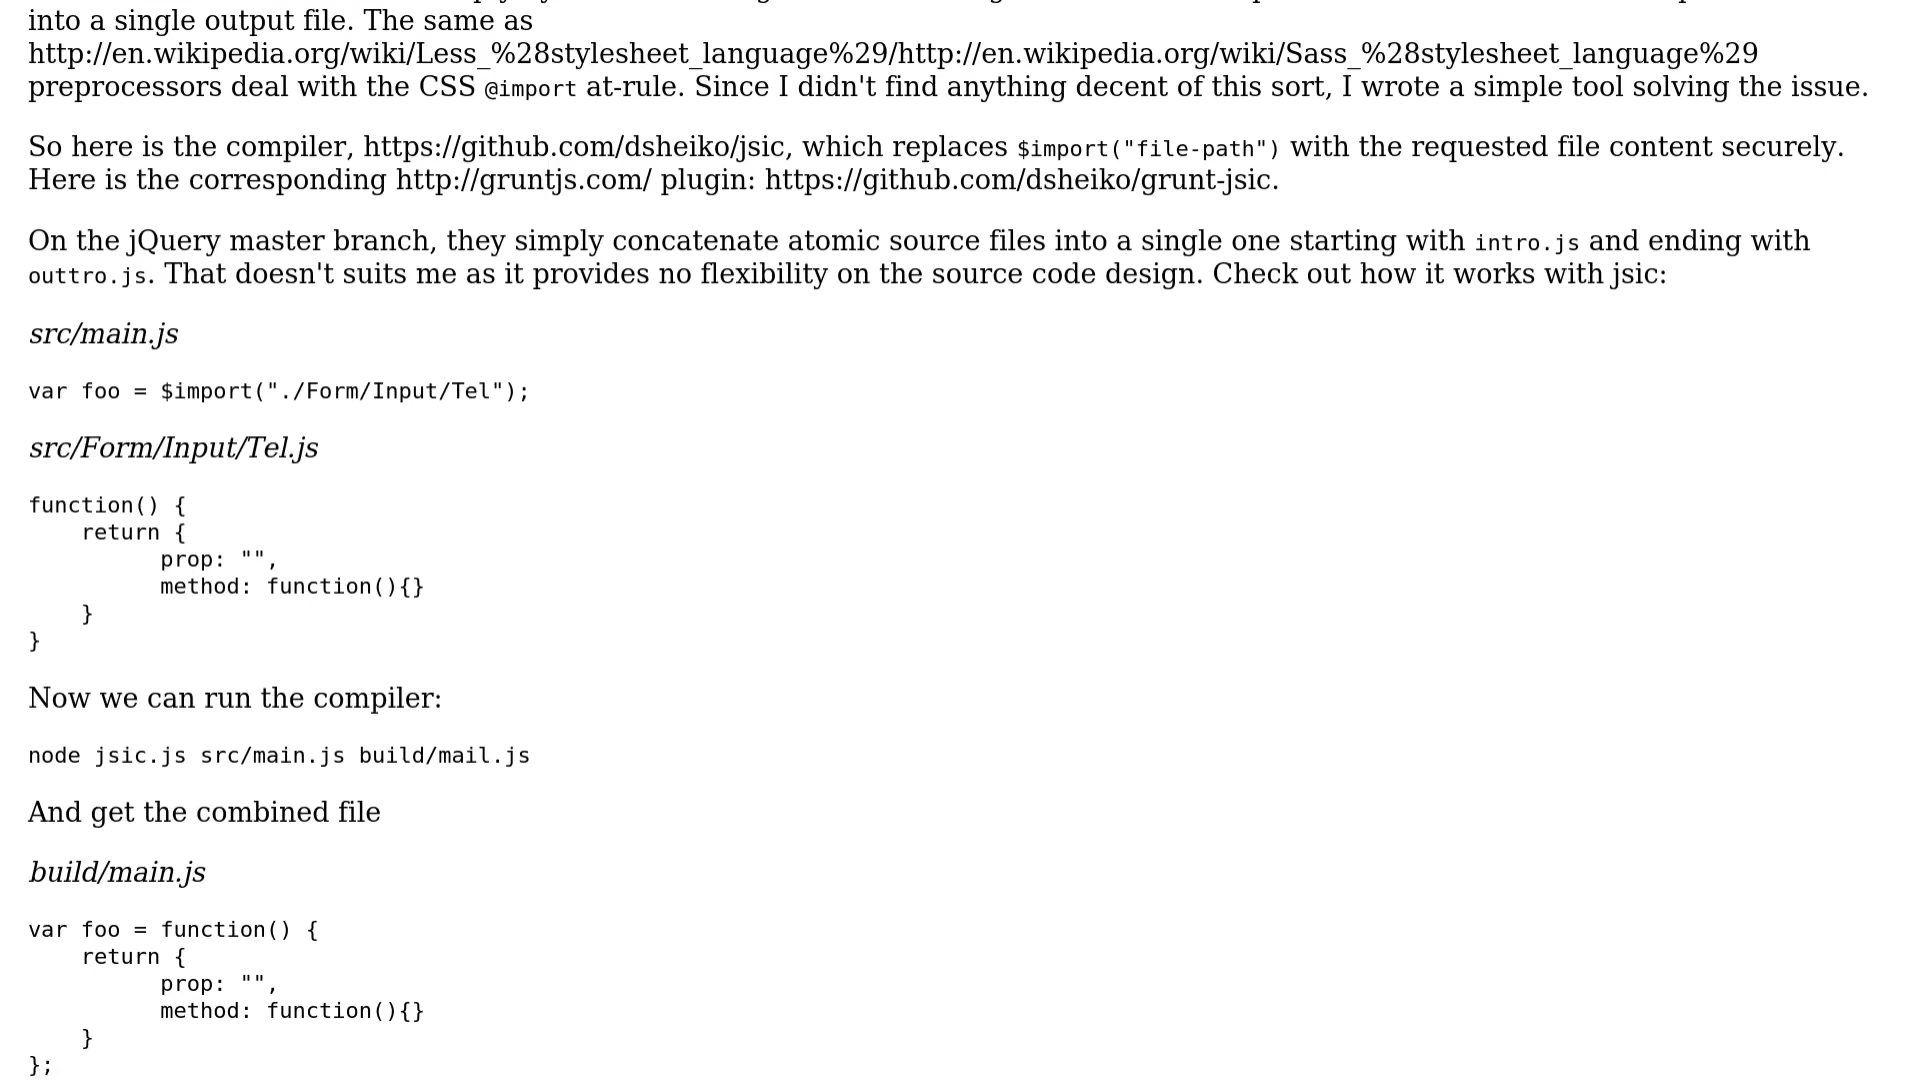 into a single output file. The same as
http://en.wikipedia.org/wiki/Less_%28stylesheet_language%29/http://en.wikipedia.org/wiki/Sass_%28stylesheet_language%29
preprocessors deal with the CSS @import at-rule. Since I didn't find anything decent of this sort, I wrote a simple tool solving the issue.
So here is the compiler, https://github.com/dsheiko/jsic, which replaces $import("file-path") with the requested file content securely.
Here is the corresponding http://gruntjs.com/ plugin: https://github.com/dsheiko/grunt-jsic.
On the jQuery master branch, they simply concatenate atomic source files into a single one starting with intro.js and ending with
outtro.js. That doesn't suits me as it provides no flexibility on the source code design. Check out how it works with jsic:
src/main.js
var foo = $import("./Form/Input/Tel");
src/Form/Input/Tel.js
function() {
    return {
          prop: "",
          method: function(){}
    }
}
Now we can run the compiler:
node jsic.js src/main.js build/mail.js
And get the combined file
build/main.js
var foo = function() {
    return {
          prop: "",
          method: function(){}
    }
};